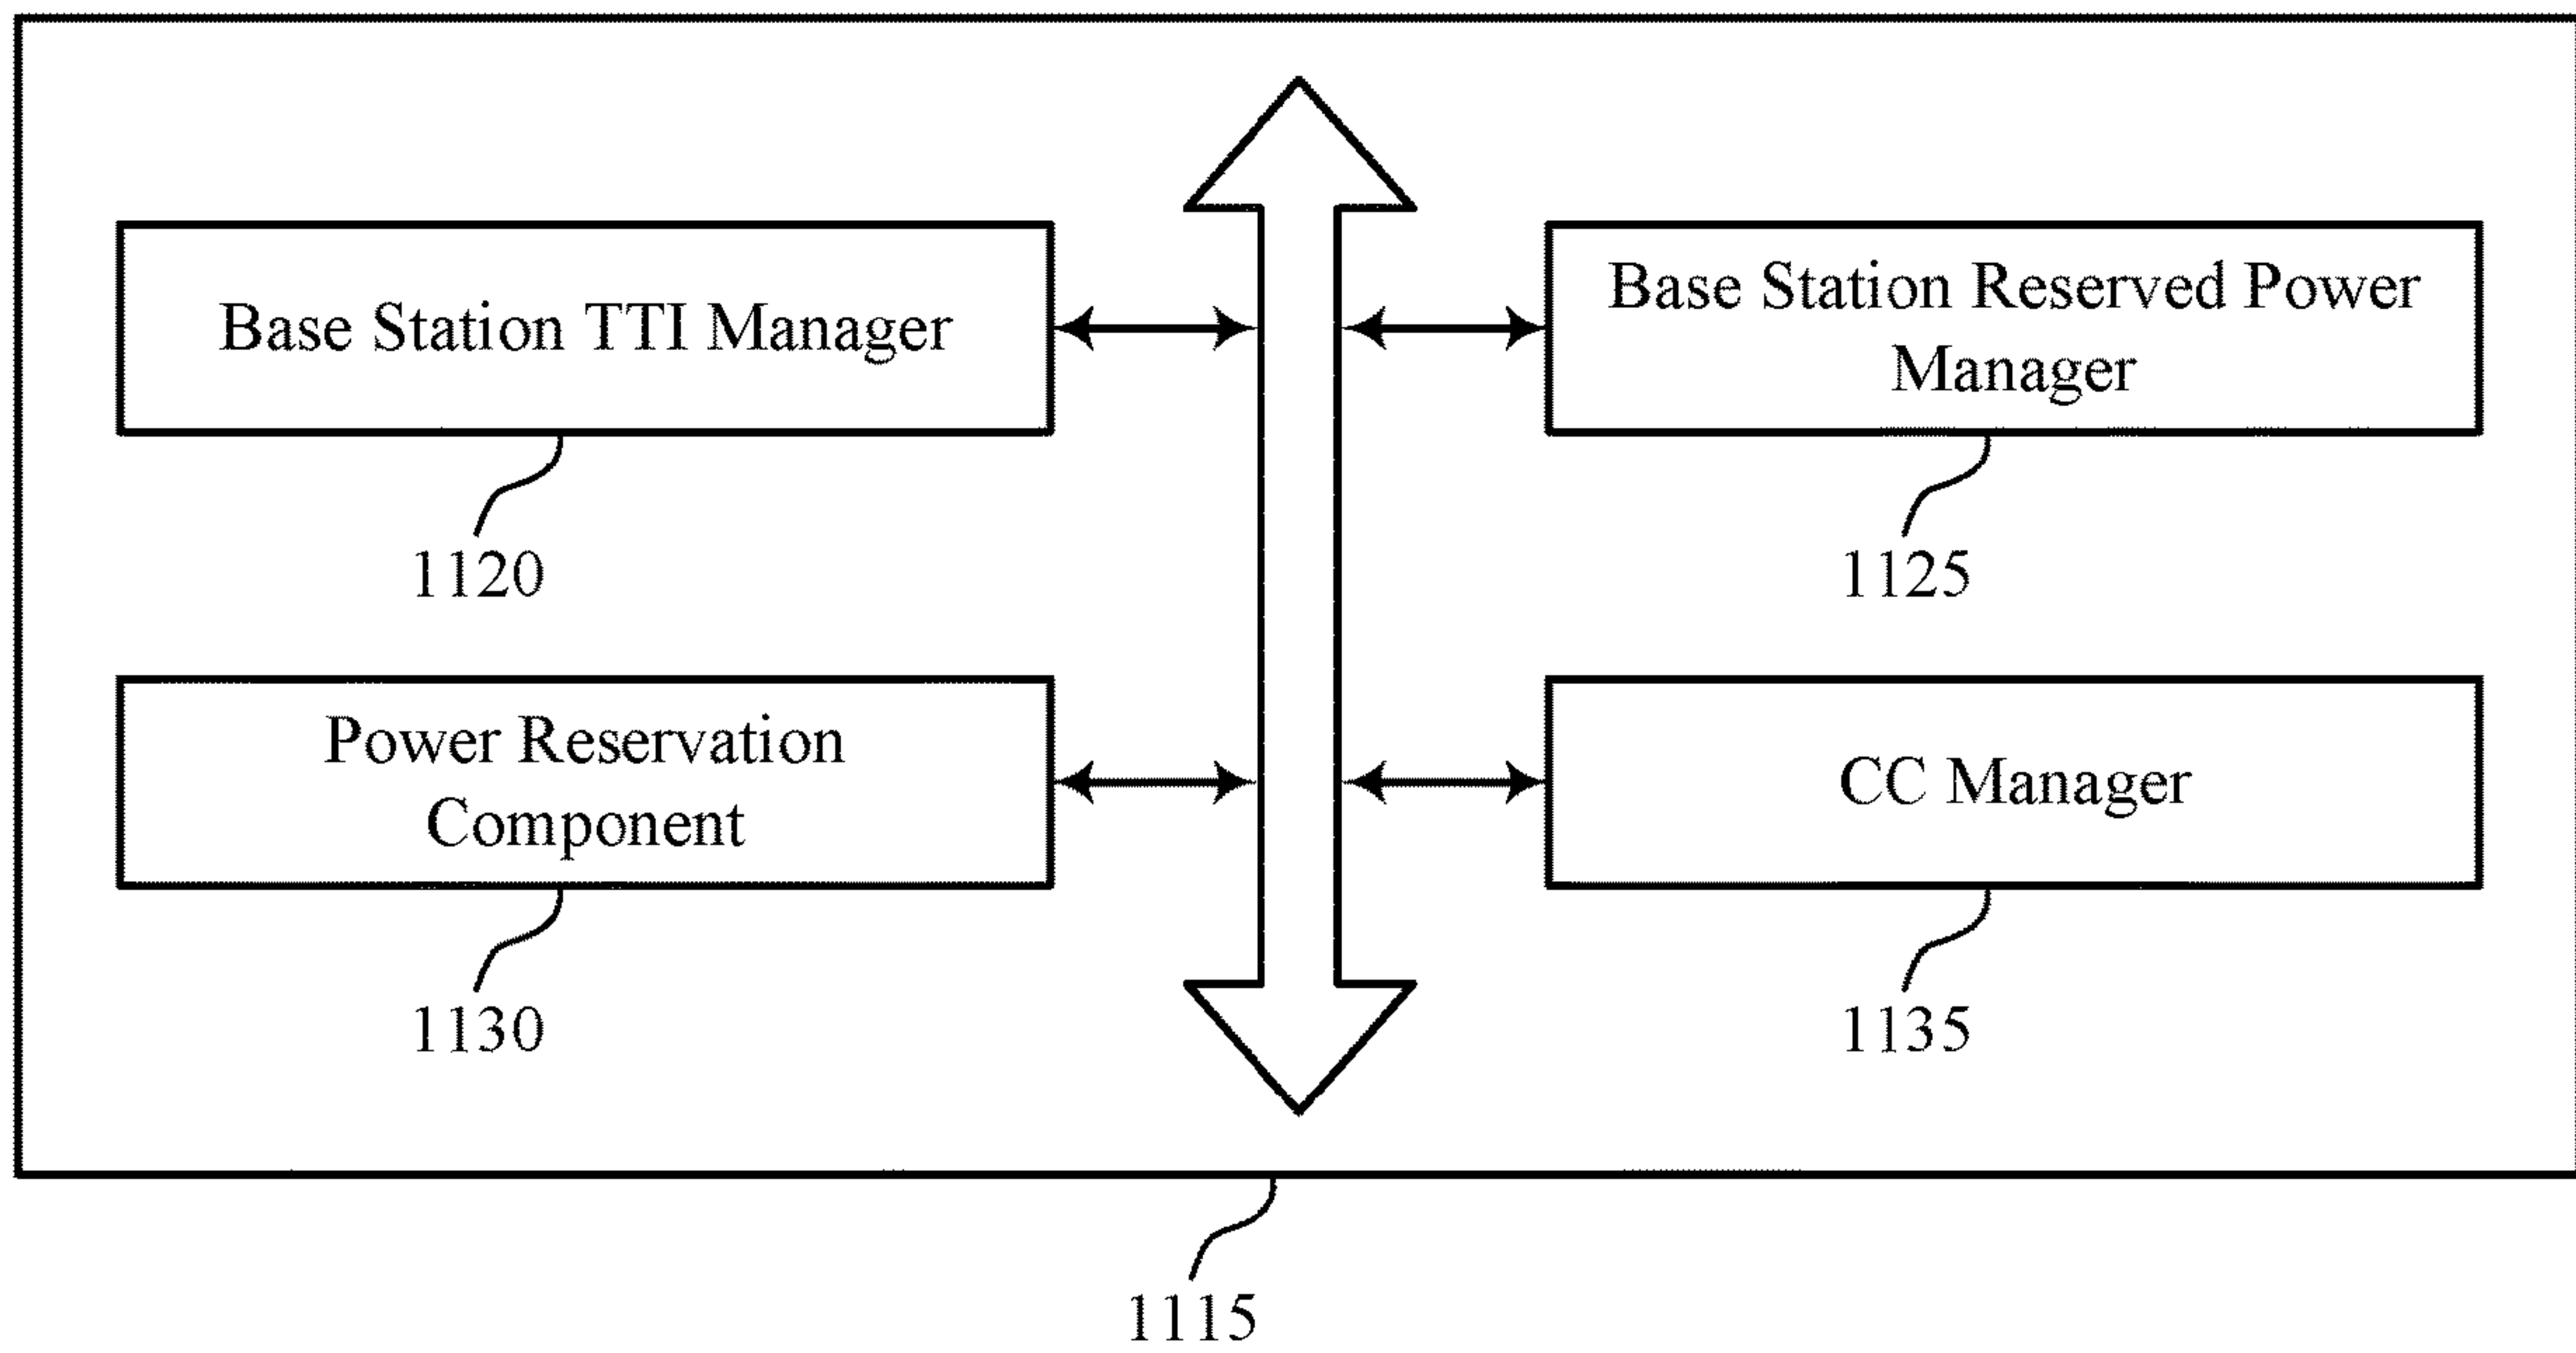 Base Station TTI Manager
1120
Base Station Reserved Power
Manager
1125
Power Reservation
Component
1130
CC Manager
1135
1115